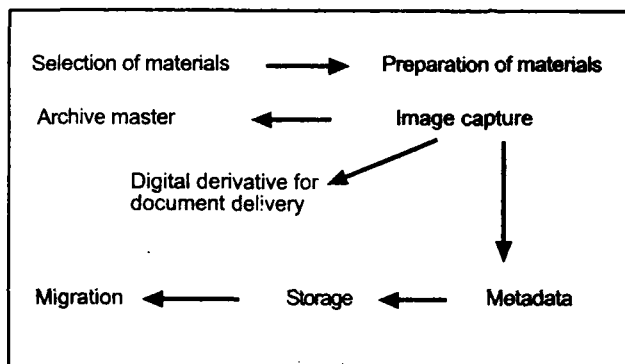 Selection of materials
Preparation of materials
Archive master
Image capture
Digital derivative for
document delivery
Migration
Storage
Metadata